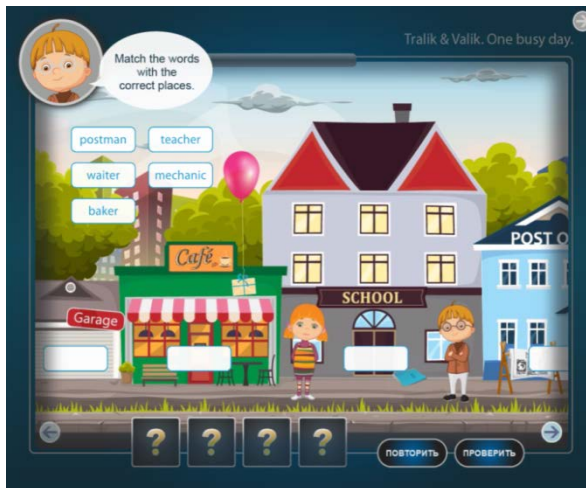 Tralik & Valik. One busy day.
Match the words
with the
correct places.
postman
teacher
waiter
mechanic
baker
Café
POST O
SCHOOL
Garage
?
?
?
?
ПОВТОРИТЬ
ПРОВЕРИТЬ